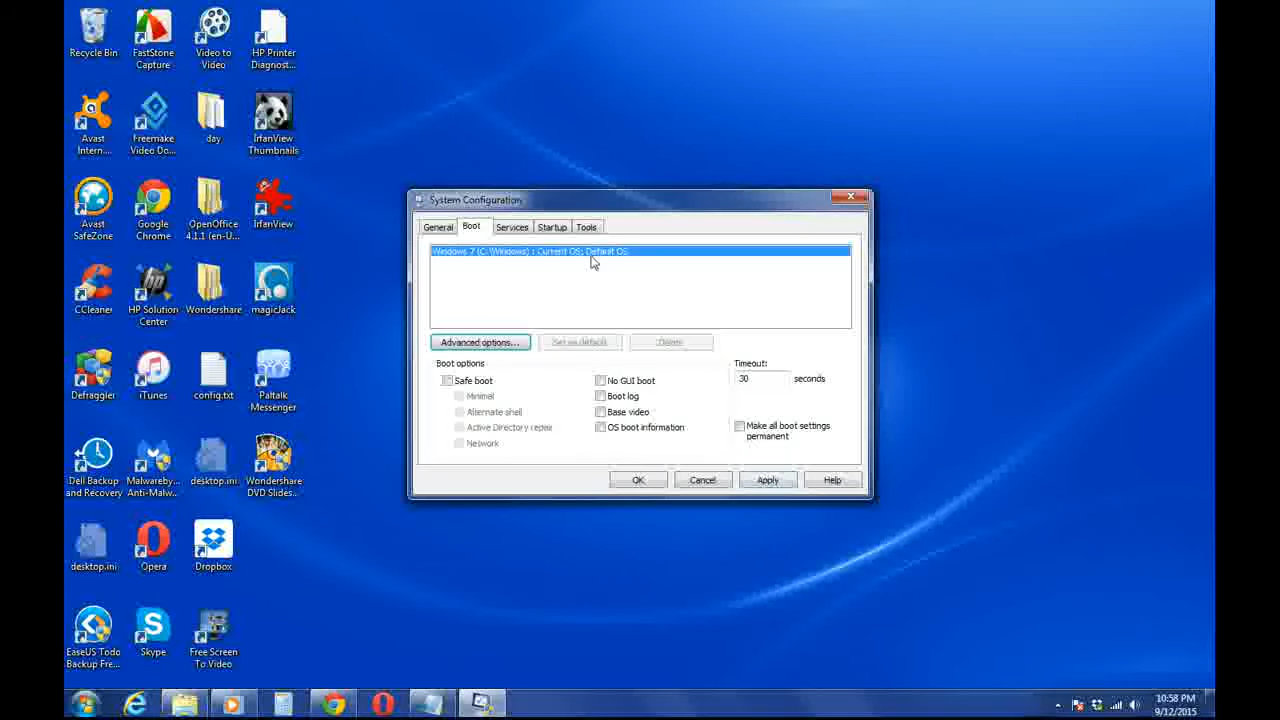 Recycle Bin
FastStone
Capture
Video to
Video
HP Printer
Diagnost...
Avast
Intern...
Freemake
Video Do...
day
IrfanView
Thumbnails
Avast
SafeZone
Google
Chrome
OpenOffice
4.1.1 (en-U...
IrfanView
CCleaner
HP Solution
Center
Wondershare
magicJack
Defraggler
iTunes
config.txt
Paltalk
Messenger
Dell Backup
and Recovery
Malwareby...
Anti-Malw...
desktop.ini
Wondershare
DVD Slides...
desktop.ini
Opera
Dropbox
EaseUS Todo
Backup Fre...
Skype
Free Screen
To Video
System Configuration
General
Boot
Services
Startup
Tools
Windows 7 (C:\Windows) : Current OS; Default OS
Advanced options...
Set as default
Delete
Boot options
Safe boot
Minimal
Alternate shell
Active Directory repair
Network
No GUI boot
Boot log
Base video
OS boot information
Timeout:
30 seconds
Make all boot settings
permanent
OK
Cancel
Apply
Help
10:58 PM
9/12/2015